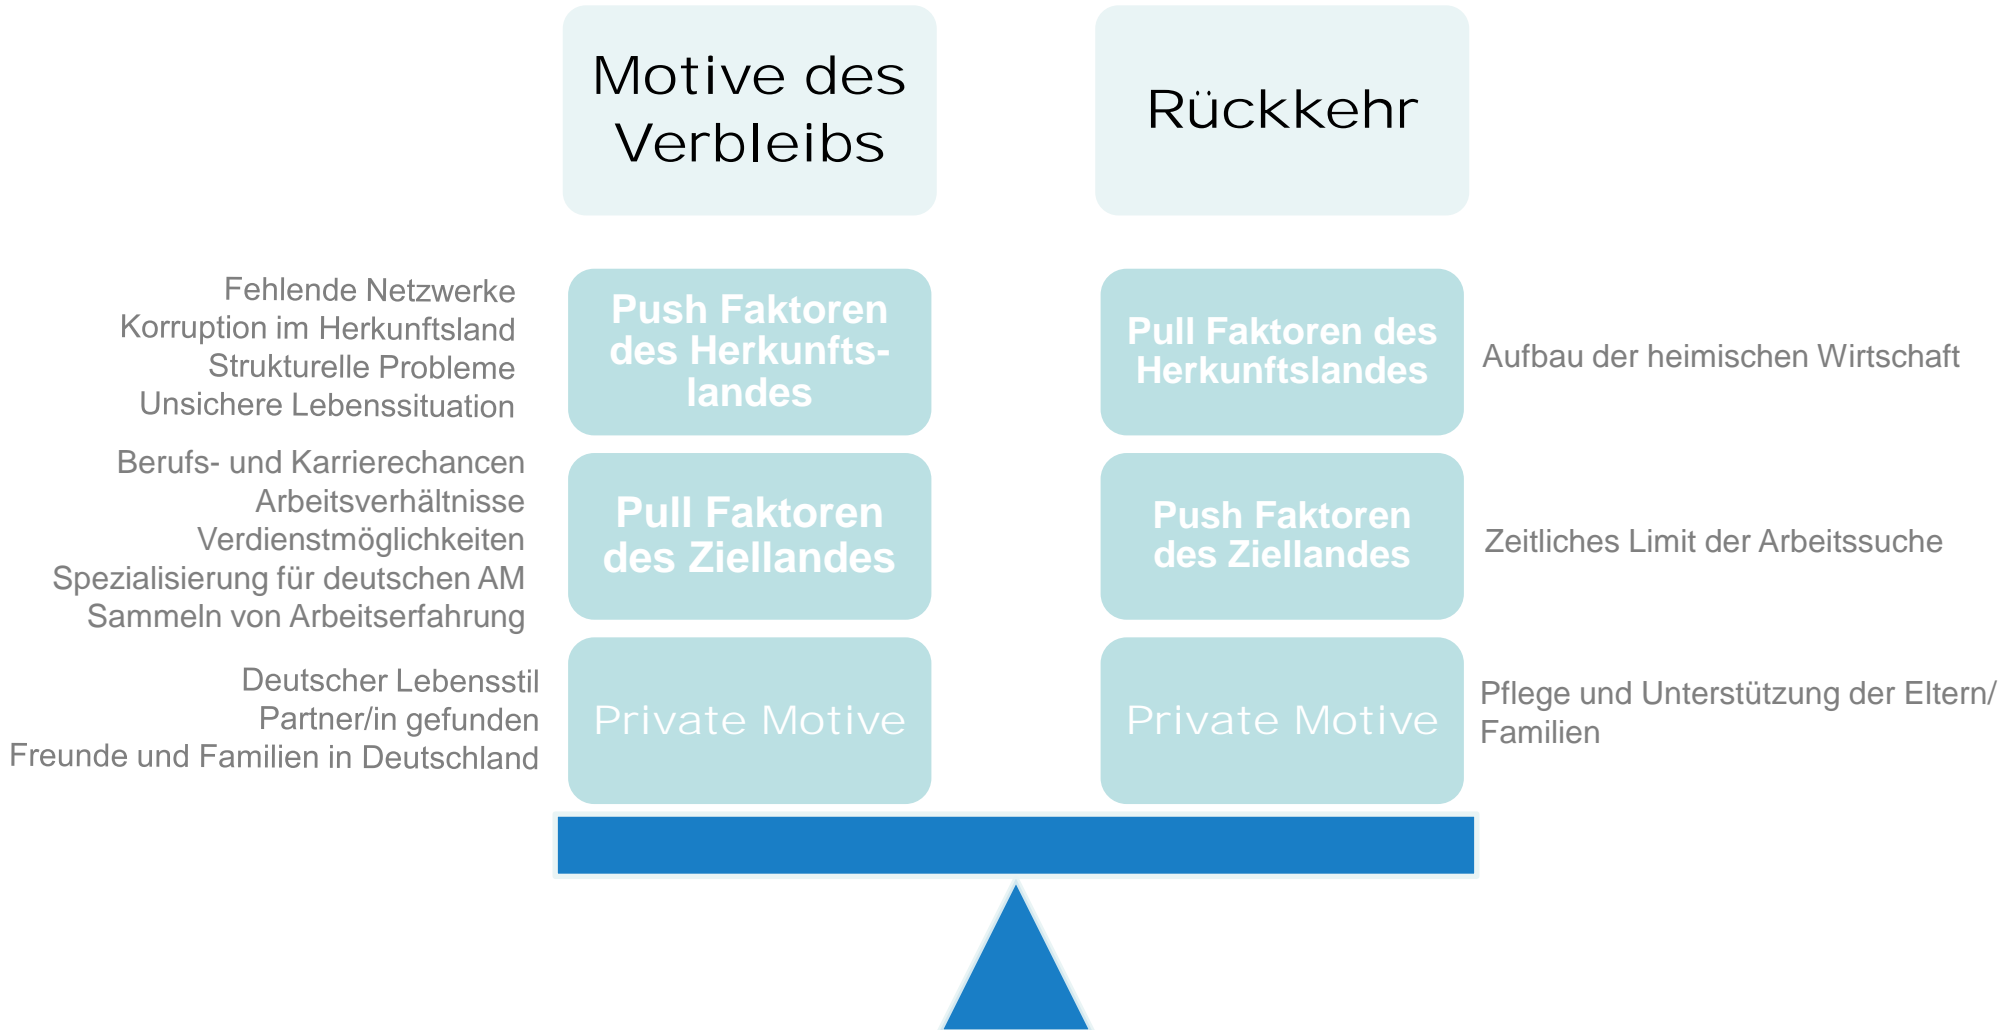 Motive des
Verbleibs
Rückkehr
Fehlende Netzwerke
Korruption im Herkunftsland
Strukturelle Probleme
Unsichere Lebenssituation
Push Faktoren
des Herkunfts-
landes
Pull Faktoren des
Herkunftslandes
Aufbau der heimischen Wirtschaft
Berufs- und Karrierechancen
Arbeitsverhältnisse
Verdienstmöglichkeiten
Spezialisierung für deutschen AM
Sammeln von Arbeitserfahrung
Pull Faktoren
des Ziellandes
Push Faktoren
des Ziellandes
Zeitliches Limit der Arbeitssuche
Deutscher Lebensstil
Partner/in gefunden
Freunde und Familien in Deutschland
Private Motive
Private Motive
Pflege und Unterstützung der Eltern/
Familien